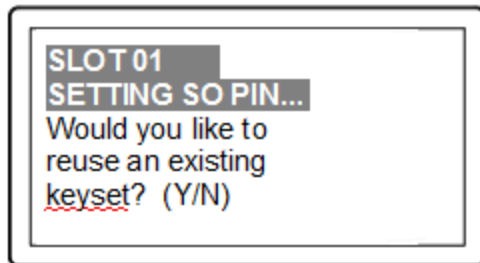 SLOT 01
SETTING SO PIN...
Would you like to
reuse an existing
keyset? (Y/N)